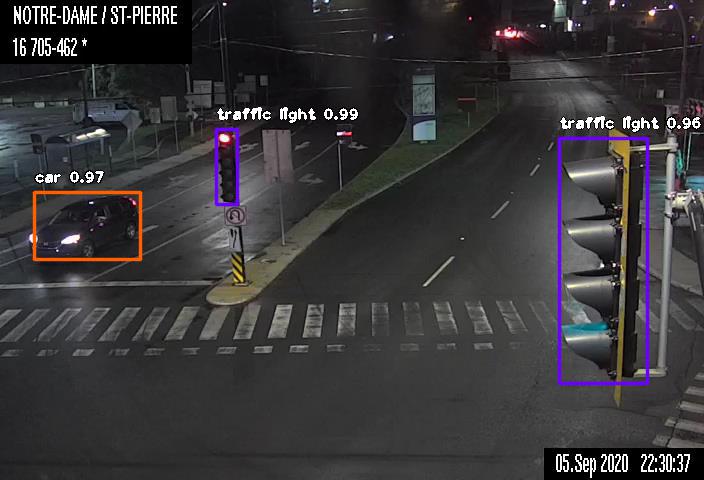 NOTRE-DAME / ST-PIERRE
16 705-462 *
traffic light 0.99
traffic light 0.96
car 0.97
05.Sep 2020 22:30:37